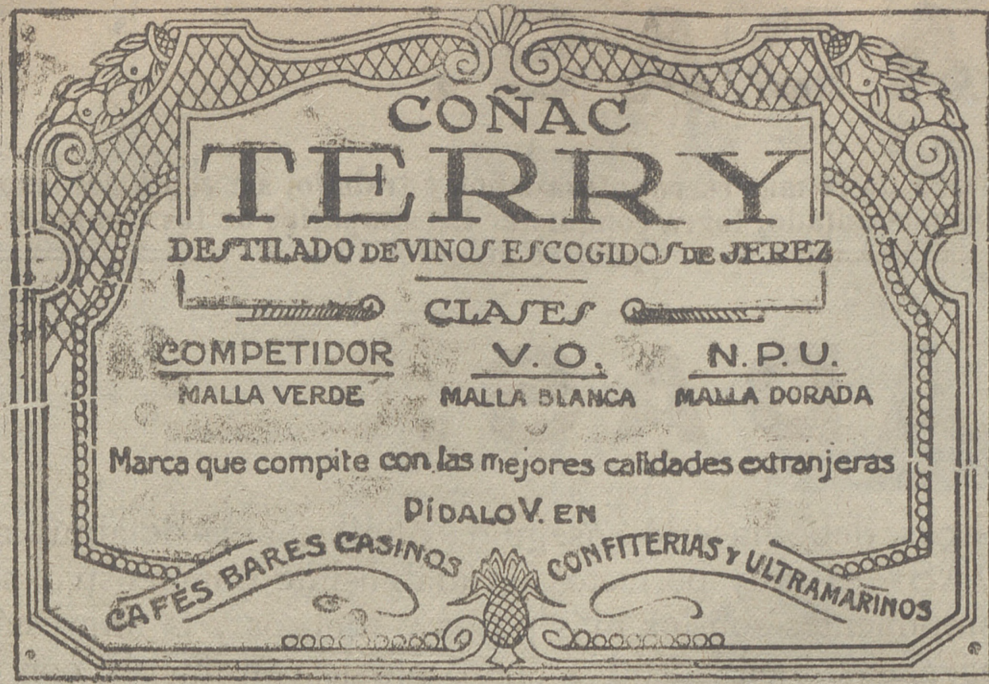 COÑAC
TERRY
DESTILADO DE VINOS ESCOGIDOS DE JEREZ
CLASES
COMPETIDOR V. O. N. P. U.
MALLA VERDE MALLA BLANCA MALLA DORADA
Marca que compite con las mejores calidades extranjeras
PÍDALO V. EN
CAFÉS BARES CASINOS CONFITERIAS Y ULTRAMARINOS